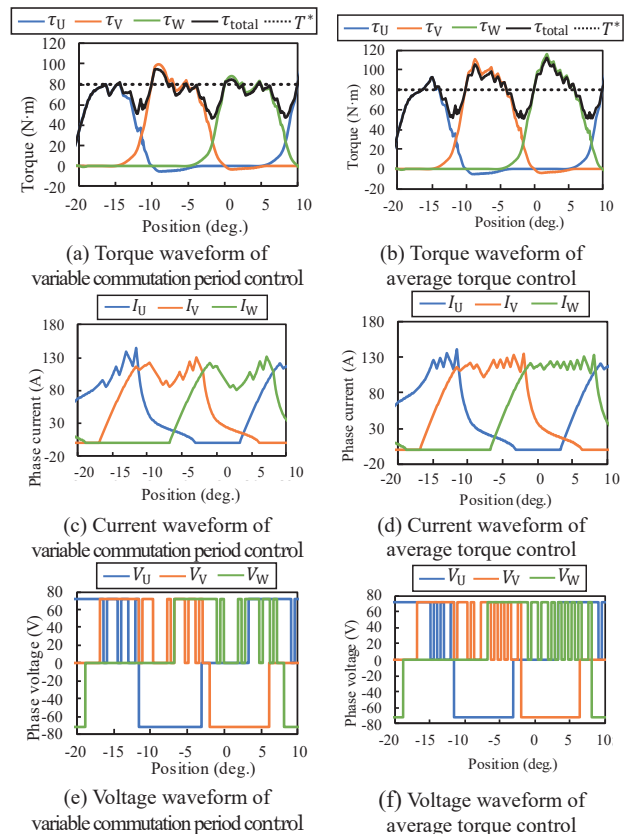 τU τV τW τtotal T*
τU τV τW τtotal T*
120
100
80
60
40
20
0
-20
-20 -15 -10 -5 0 5 10
Torque (N·m)
Position (deg.)
120
100
80
60
40
20
0
-20
-20 -15 -10 -5 0 5 10
Torque (N·m)
Position (deg.)
(a) Torque waveform of
variable commutation period control
(b) Torque waveform of
average torque control
IU IV IW
IU IV IW
180
130
80
30
-20
-20 -15 -10 -5 0 5 10
Phase current (A)
Position (deg.)
180
130
80
30
-20
-20 -15 -10 -5 0 5 10
Phase current (A)
Position (deg.)
(c) Current waveform of
variable commutation period control
(d) Current waveform of
average torque control
VU VV VW
VU VV VW
80
60
40
20
0
-20
-40
-60
-80
-20 -15 -10 -5 0 5 10
Phase voltage (V)
Position (deg.)
80
60
40
20
0
-20
-40
-60
-80
-20 -15 -10 -5 0 5 10
Phase voltage (V)
Position (deg.)
(e) Voltage waveform of
variable commutation period control
(f) Voltage waveform of
average torque control